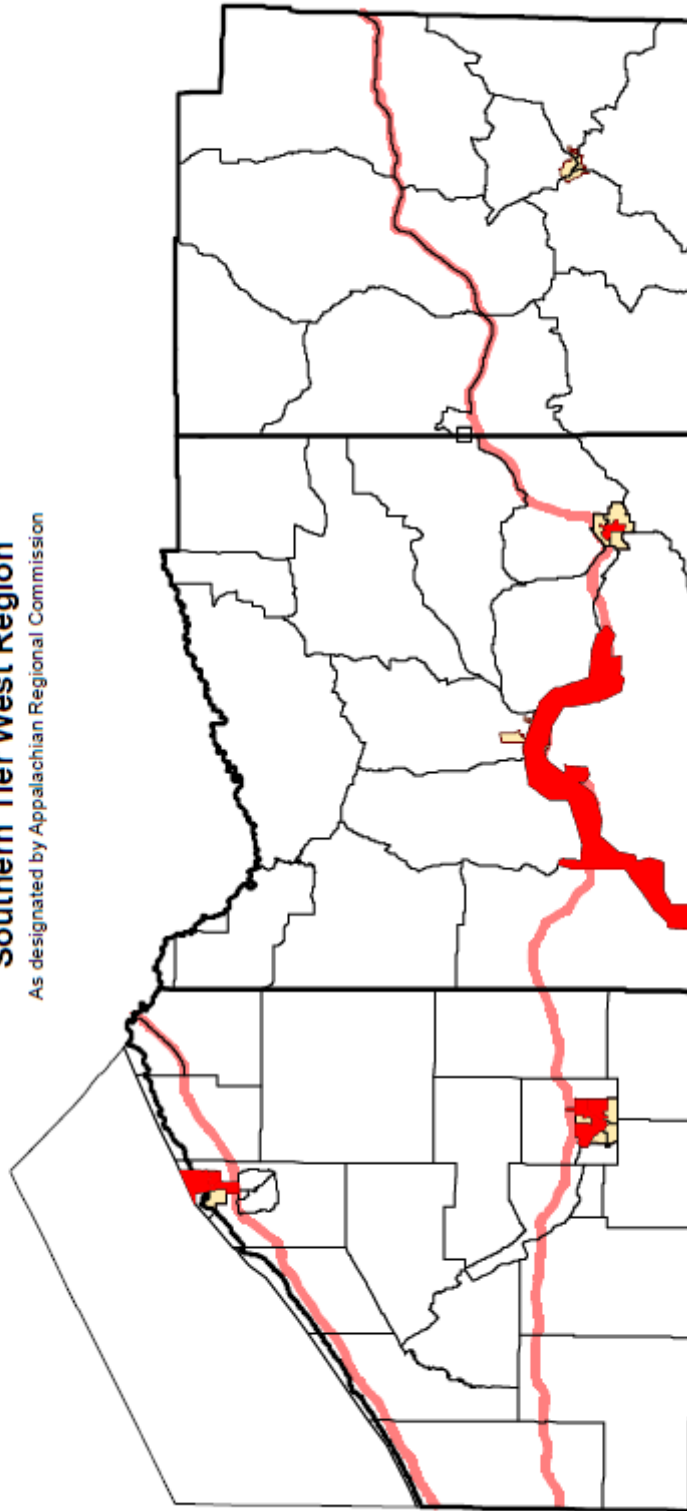 Southern Tier West Region
As designated by Appalachian Regional Commission